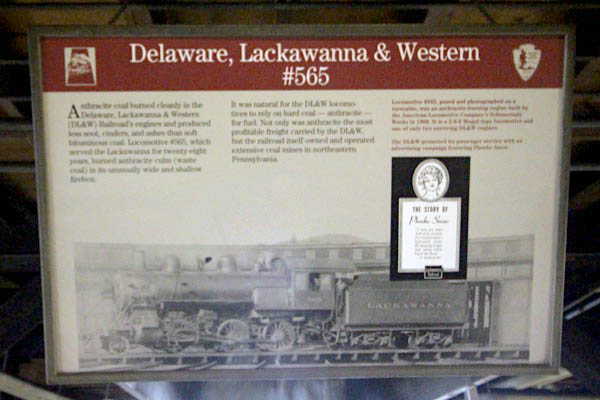 Delaware, Lackawanna & Western
#565
Anthracite coal burned cleanly in the
Delaware, Lackawanna & Western
(DL&W) Railroad's engines and produced
less soot, cinders, and ashes than soft
bituminous coal. Locomotive #565, which
served the Lackawanna for twenty-eight
years, burned anthracite culm (waste
coal) in its unusually wide and shallow
firebox.
It was natural for the DL&W locomo-
tives to rely on hard coal — anthracite —
for fuel. Not only was anthracite the most
profitable freight carried by the DL&W,
but the railroad itself owned and operated
extensive coal mines in northeastern
Pennsylvania.
Locomotive #565, posed and photographed on a
turntable, was an anthracite-burning engine built by
the American Locomotive Company's Schenectady
Works in 1908. It is a 2-6-0 Mogul type locomotive and
one of only two surviving DL&W engines.
The DL&W promoted its passenger service with an
advertising campaign featuring Phoebe Snow.
THE STORY OF
Phoebe Snow
LACKAWANNA